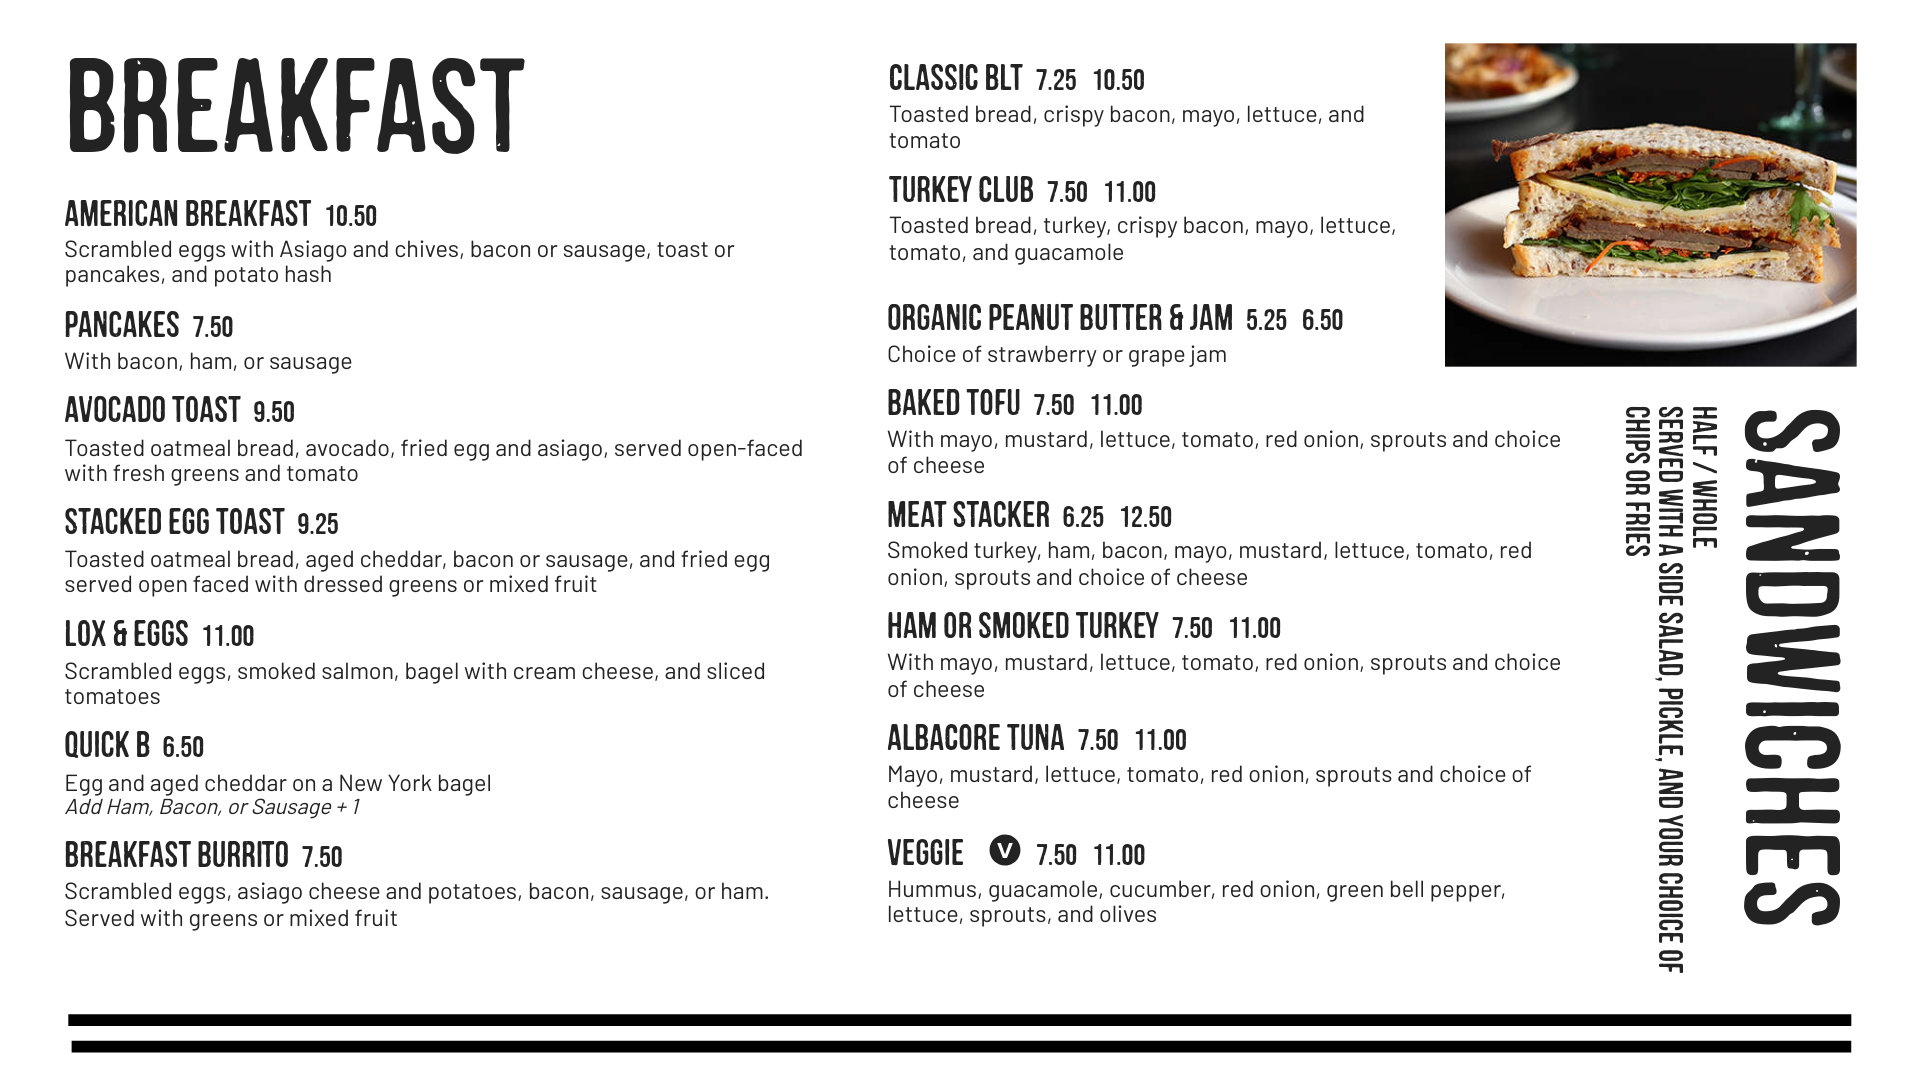 BREAKFAST
AMERICAN BREAKFAST 10.50
Scrambled eggs with Asiago and chives, bacon or sausage, toast or
pancakes, and potato hash
PANCAKES 7.50
With bacon, ham, or sausage
AVOCADO TOAST 9.50
Toasted oatmeal bread, avocado, fried egg and asiago, served open-faced
with fresh greens and tomato
STACKED EGG TOAST 9.25
Toasted oatmeal bread, aged cheddar, bacon or sausage, and fried egg
served open faced with dressed greens or mixed fruit
LOX & EGGS 11.00
Scrambled eggs, smoked salmon, bagel with cream cheese, and sliced
tomatoes
QUICK B 6.50
Egg and aged cheddar on a New York bagel
Add Ham, Bacon, or Sausage + 1
BREAKFAST BURRITO 7.50
Scrambled eggs, asiago cheese and potatoes, bacon, sausage, or ham.
Served with greens or mixed fruit
SANDWICHES
HALF / WHOLE
SERVED WITH A SIDE SALAD, PICKLE, AND YOUR CHOICE OF
CHIPS OR FRIES
CLASSIC BLT 7.25 10.50
Toasted bread, crispy bacon, mayo, lettuce, and
tomato
TURKEY CLUB 7.50 11.00
Toasted bread, turkey, crispy bacon, mayo, lettuce,
tomato, and guacamole
ORGANIC PEANUT BUTTER & JAM 5.25 6.50
Choice of strawberry or grape jam
BAKED TOFU 7.50 11.00
With mayo, mustard, lettuce, tomato, red onion, sprouts and choice
of cheese
MEAT STACKER 6.25 12.50
Smoked turkey, ham, bacon, mayo, mustard, lettuce, tomato, red
onion, sprouts and choice of cheese
HAM OR SMOKED TURKEY 7.50 11.00
With mayo, mustard, lettuce, tomato, red onion, sprouts and choice
of cheese
ALBACORE TUNA 7.50 11.00
Mayo, mustard, lettuce, tomato, red onion, sprouts and choice of
cheese
VEGGIE V 7.50 11.00
Hummus, guacamole, cucumber, red onion, green bell pepper,
lettuce, sprouts, and olives